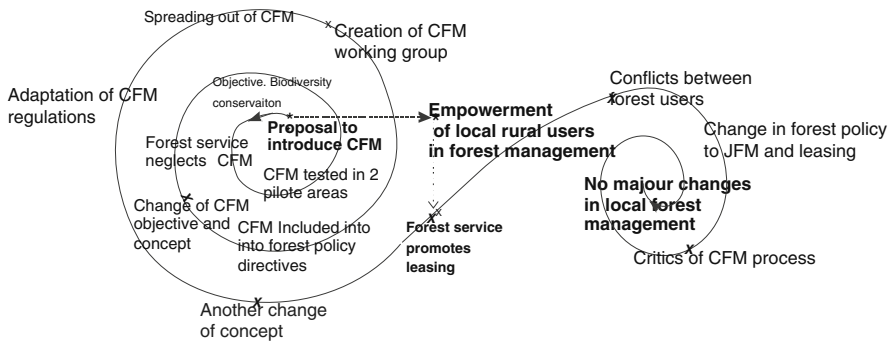 Spreading out of CFM
Creation of CFM
working group
Adaptation of CFM
regulations
Objective. Biodiversity
conservaiton
Proposal to
introduce CFM
Forest service
neglects CFM
CFM tested in 2
pilote areas
Change of CFM
objective and
concept
CFM Included into
into forest policy
directives
Another change
of concept
Empowerment
of local rural users
in forest management
Forest service
promotes
leasing
Conflicts between
forest users
Change in forest policy
to JFM and leasing
No majour changes
in local forest
management
Critics of CFM process